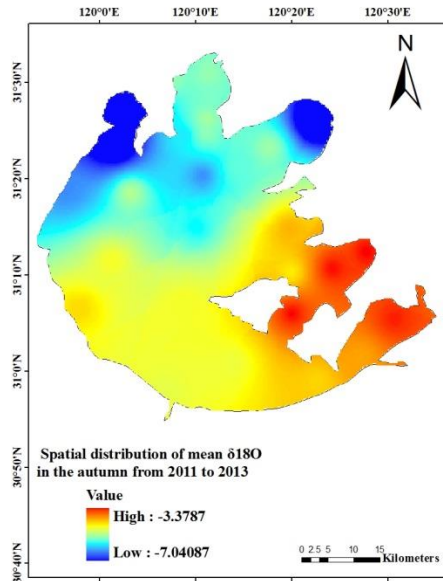 120°0'E 120°10'E 120°20'E 120°30'E
N
31°30'N
31°20'N
31°10'N
31°0'N
30°50'N
30°40'N
Spatial distribution of mean δ18O
in the autumn from 2011 to 2013
Value
High : -3.3787
Low : -7.04087
0 2.5 5 10 15
Kilometers